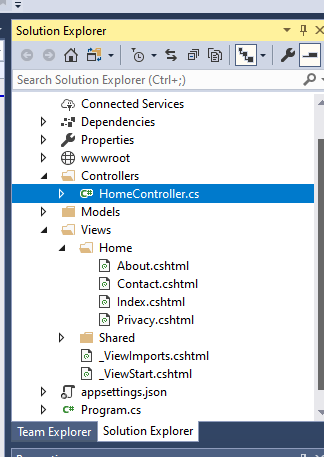 Solution Explorer
Search Solution Explorer (Ctrl+;)
Connected Services
Dependencies
Properties
wwwroot
Controllers
C# HomeController.cs
Models
Views
Home
About.cshtml
Contact.cshtml
Index.cshtml
Privacy.cshtml
Shared
_ViewImports.cshtml
_ViewStart.cshtml
appsettings.json
C# Program.cs
Team Explorer Solution Explorer